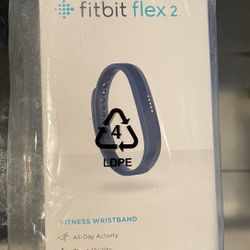 fitbit flex 2
4
LDPE
FITNESS WRISTBAND
All-Day Activity